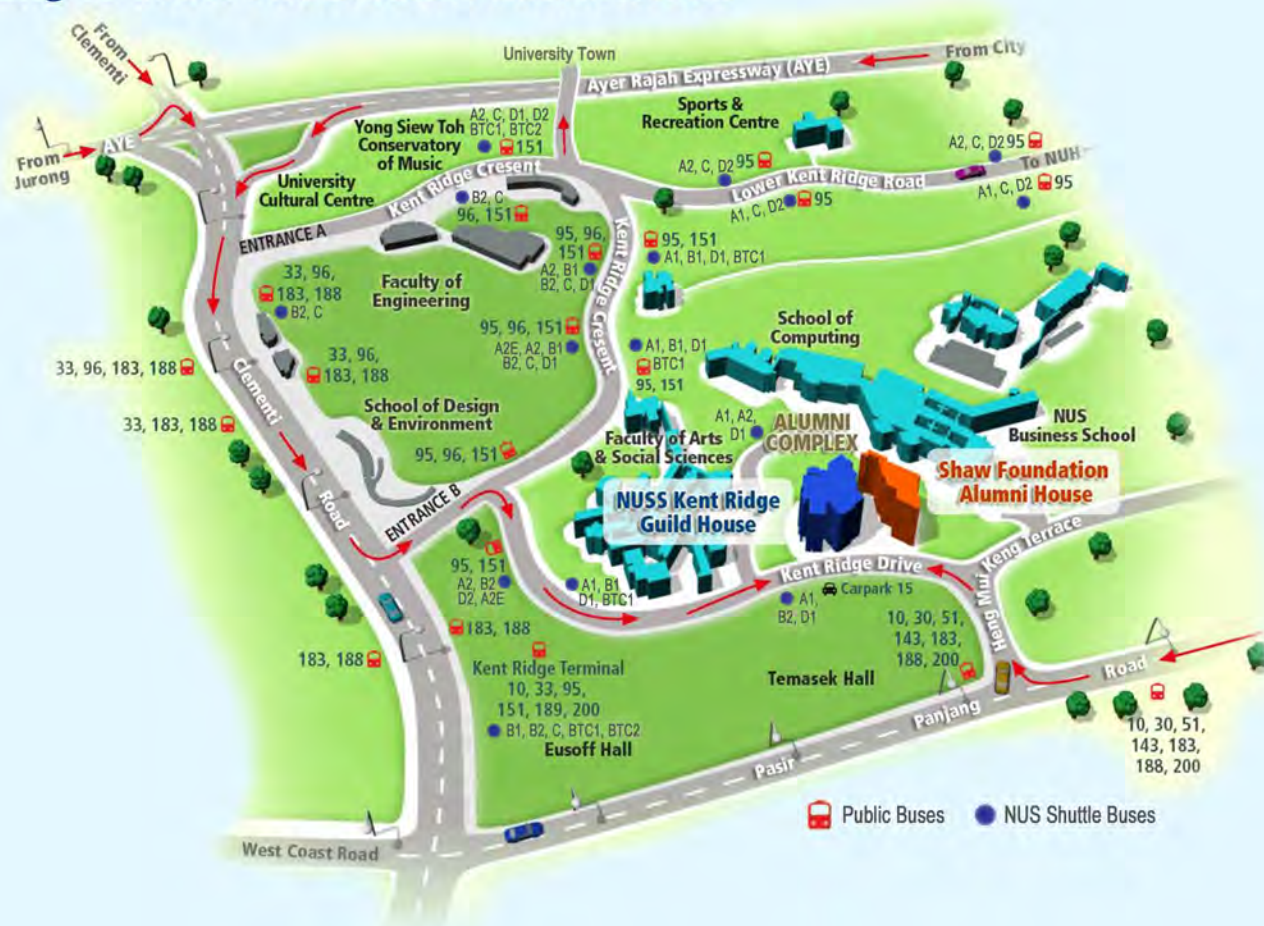 From
Clementi
University Town
From City
Ayer Rajah Expressway (AYE)
AYE
From
Jurong
A2, C, D1, D2
BTC1, BTC2
151
Yong Siew Toh
Conservatory
of Music
Sports &
Recreation Centre
A2, C, D2 95
A2, C, D2 95
To NUH
University
Cultural Centre
Kent Ridge Cresent
Lower Kent Ridge Road
A1, C, D2 95
A1, C, D2 95
B2, C
96, 151
ENTRANCE A
95, 96,
151
A2, B1
B2, C, D1
Kent Ridge Cresent
95, 151
A1, B1, D1, BTC1
33, 96,
183, 188
B2, C
Faculty of
Engineering
School of
Computing
95, 96, 151
A2E, A2, B1
B2, C, D1
A1, B1, D1
BTC1
95, 151
33, 96, 183, 188
33, 96,
183, 188
Clementi
Road
33, 183, 188
School of Design
& Environment
95, 96, 151
A1, A2,
D1
ALUMNI
COMPLEX
NUS
Business School
Faculty of Arts
& Social Sciences
Shaw Foundation
Alumni House
NUSS Kent Ridge
Guild House
ENTRANCE B
95, 151
A2, B2
D2, A2E
A1, B1
D1, BTC1
Kent Ridge Drive
Carpark 15
A1,
B2, D1
Heng Mui Keng Terrace
183, 188
183, 188
10, 30, 51,
143, 183,
188, 200
Kent Ridge Terminal
10, 33, 95,
151, 189, 200
B1, B2, C, BTC1, BTC2
Eusoff Hall
Temasek Hall
Pasir
Panjang
Road
10, 30, 51,
143, 183,
188, 200
Public Buses
NUS Shuttle Buses
West Coast Road